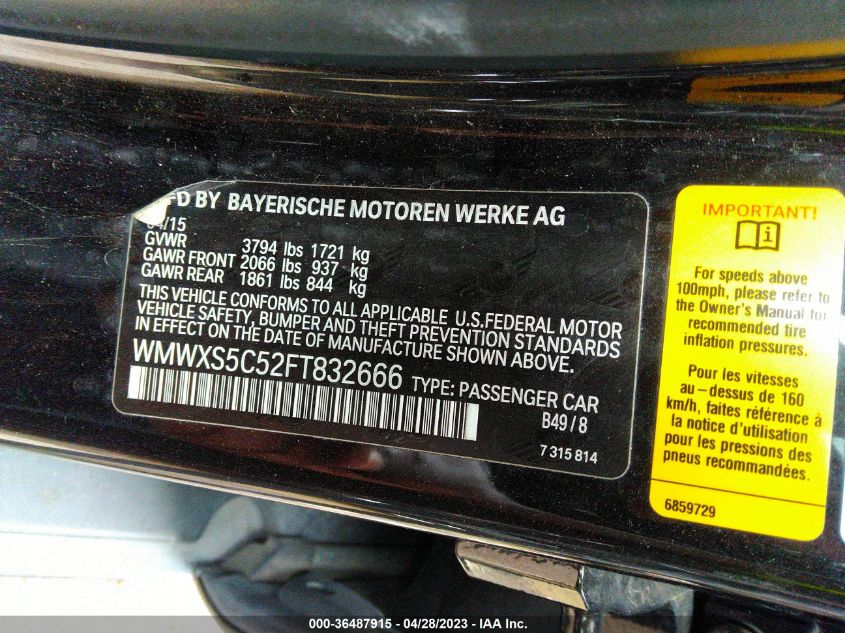 BY BAYERISCHE MOTOREN WERKE AG
/15
GVWR 3794 lbs 1721 kg
GAWR FRONT 2066 lbs 937 kg
GAWR REAR 1861 lbs 844 kg
THIS VEHICLE CONFORMS TO ALL APPLICABLE U.S.FEDERAL MOTOR
VEHICLE SAFETY, BUMPER AND THEFT PREVENTION STANDARDS
IN EFFECT ON THE DATE OF MANUFACTURE SHOWN ABOVE.
WMWXS5C52FT832666 TYPE: PASSENGER CAR
B49/8
7 315 814
IMPORTANT!
For speeds above
100mph, please refer to
the Owner's Manual for
recommended tire
inflation pressures.
Pour les vitesses
au-dessus de 160
km/h, faites référence à
la notice d'utilisation
pour les pressions des
pneus recommandées.
6859729
000-36487915 - 04/28/2023 - IAA Inc.